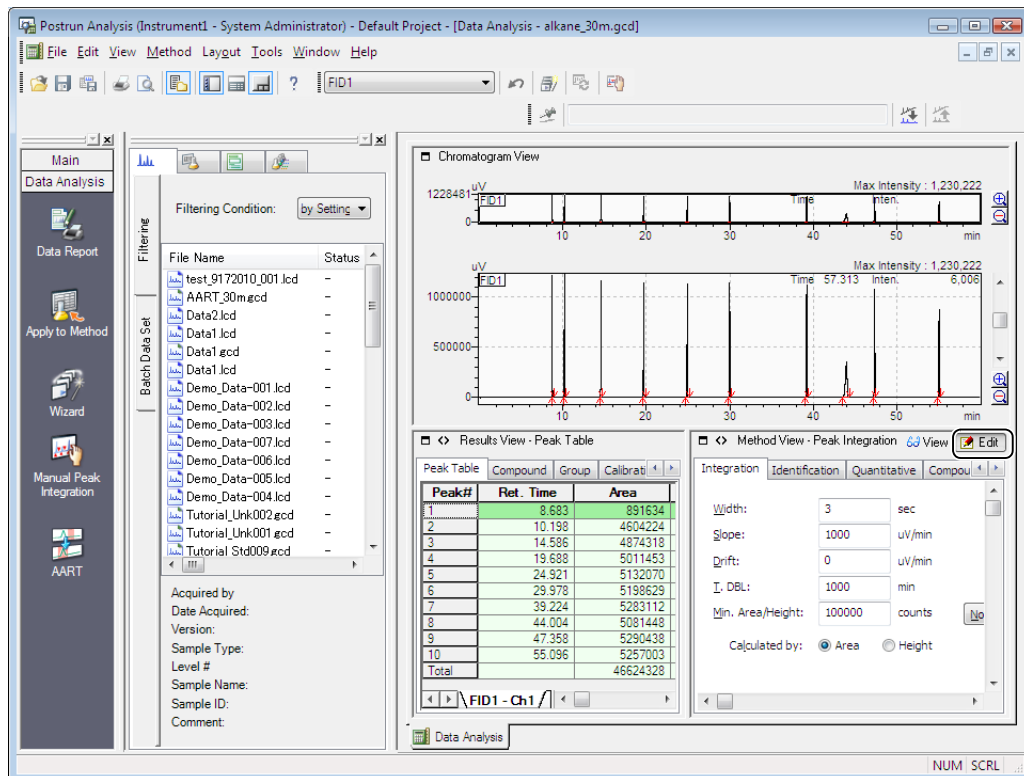 Postrun Analysis (Instrument1 - System Administrator) - Default Project - [Data Analysis - alkane_30m.gcd]
File Edit View Method Layout Tools Window Help
? FID1
Main
Data Analysis
Data Report
Apply to Method
Wizard
Manual Peak
Integration
AART
Filtering
Batch Data Set
Filtering Condition: by Setting
File Name Status
test_9172010_001.lcd -
AART_30m.gcd -
Data2.lcd -
Data1.lcd -
Data1.gcd -
Data1.lcd -
Demo_Data-001.lcd -
Demo_Data-002.lcd -
Demo_Data-003.lcd -
Demo_Data-007.lcd -
Demo_Data-006.lcd -
Demo_Data-005.lcd -
Demo_Data-004.lcd -
Tutorial_Unk002.gcd -
Tutorial_Unk001.gcd -
Tutorial Std009.gcd -
Acquired by
Date Acquired:
Version:
Sample Type:
Level #
Sample Name:
Sample ID:
Comment:
Chromatogram View
uV Max Intensity : 1,230,222
1228481 FID1 Time Inten.
0
10 20 30 40 50 min
uV Max Intensity : 1,230,222
FID1 Time 57.313 Inten. 6,006
1000000
500000
0
10 20 30 40 50 min
Results View - Peak Table
Peak Table Compound Group Calibrati
Peak# Ret. Time Area
1 8.683 891634
2 10.198 4604224
3 14.586 4874318
4 19.688 5011453
5 24.921 5132070
6 29.978 5198629
7 39.224 5283112
8 44.004 5081448
9 47.358 5290438
10 55.096 5257003
Total 46624328
FID1 - Ch1
Method View - Peak Integration View Edit
Integration Identification Quantitative Compou
Width: 3 sec
Slope: 1000 uV/min
Drift: 0 uV/min
T. DBL: 1000 min
Min. Area/Height: 100000 counts No
Calculated by: Area Height
Data Analysis
NUM SCRL